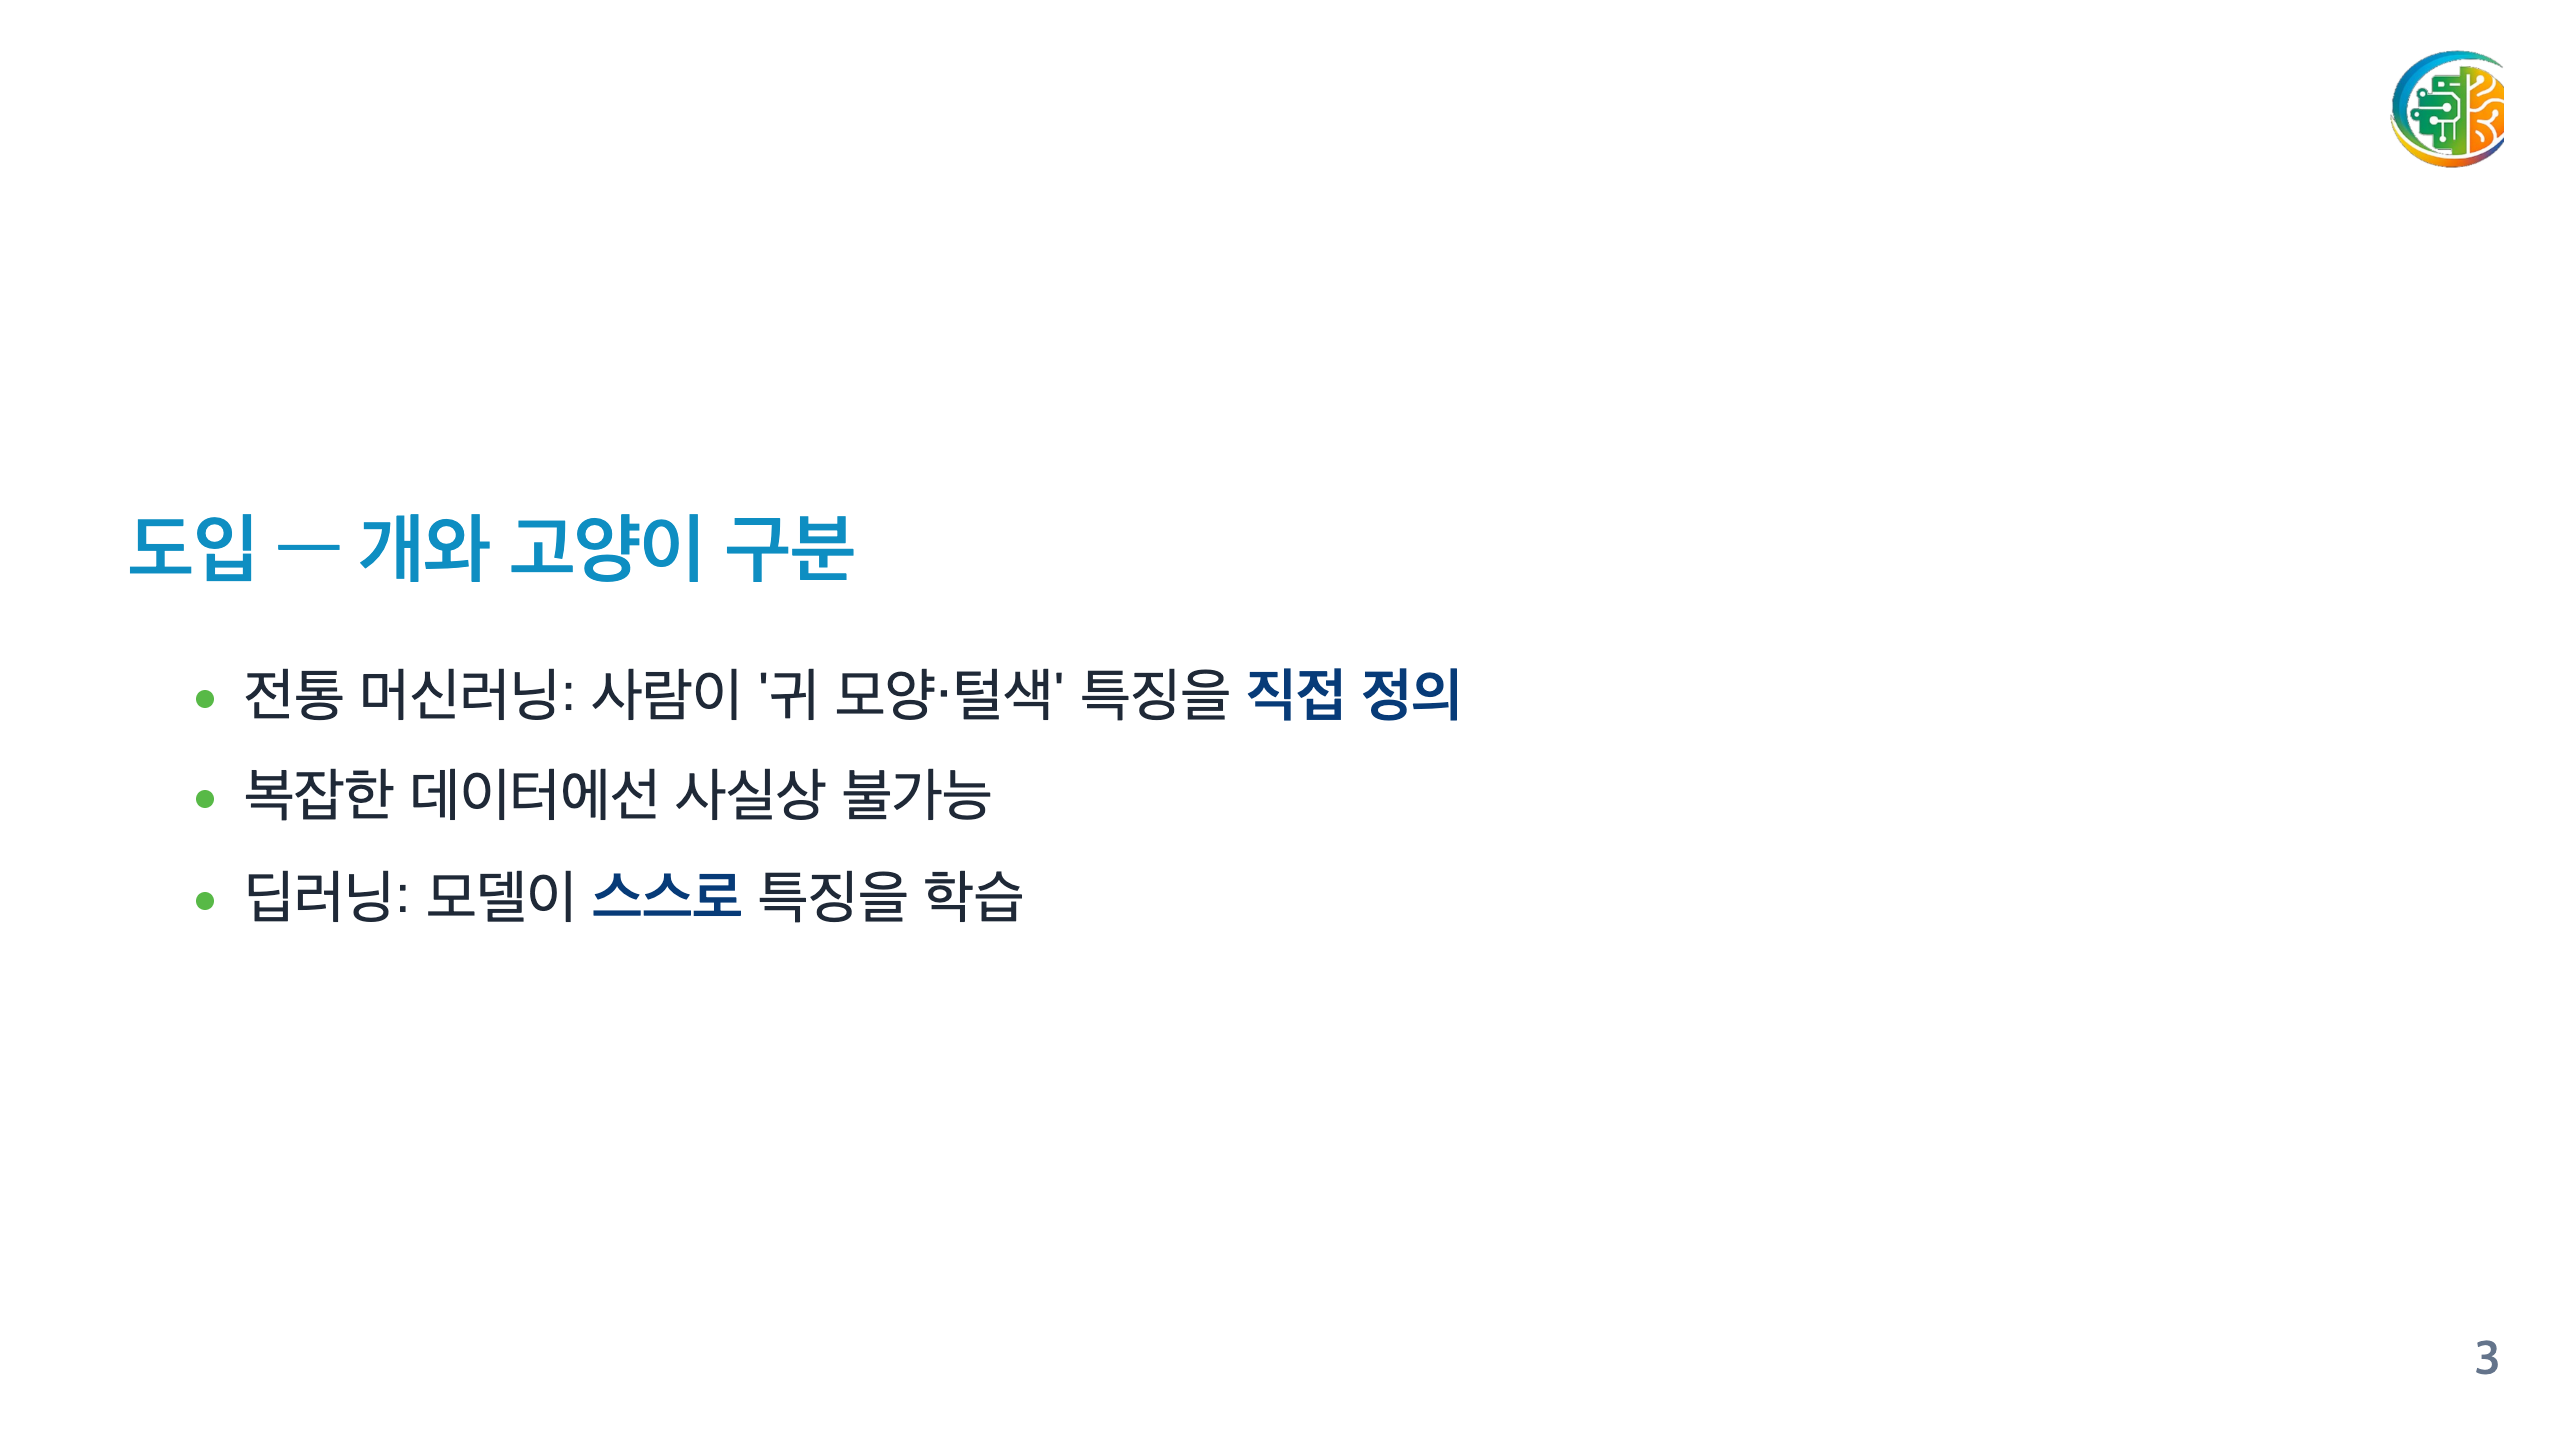 도입 — 개와 고양이 구분
• 전통 머신러닝: 사람이 '귀 모양·털색' 특징을 직접 정의
• 복잡한 데이터에선 사실상 불가능
• 딥러닝: 모델이 스스로 특징을 학습
3